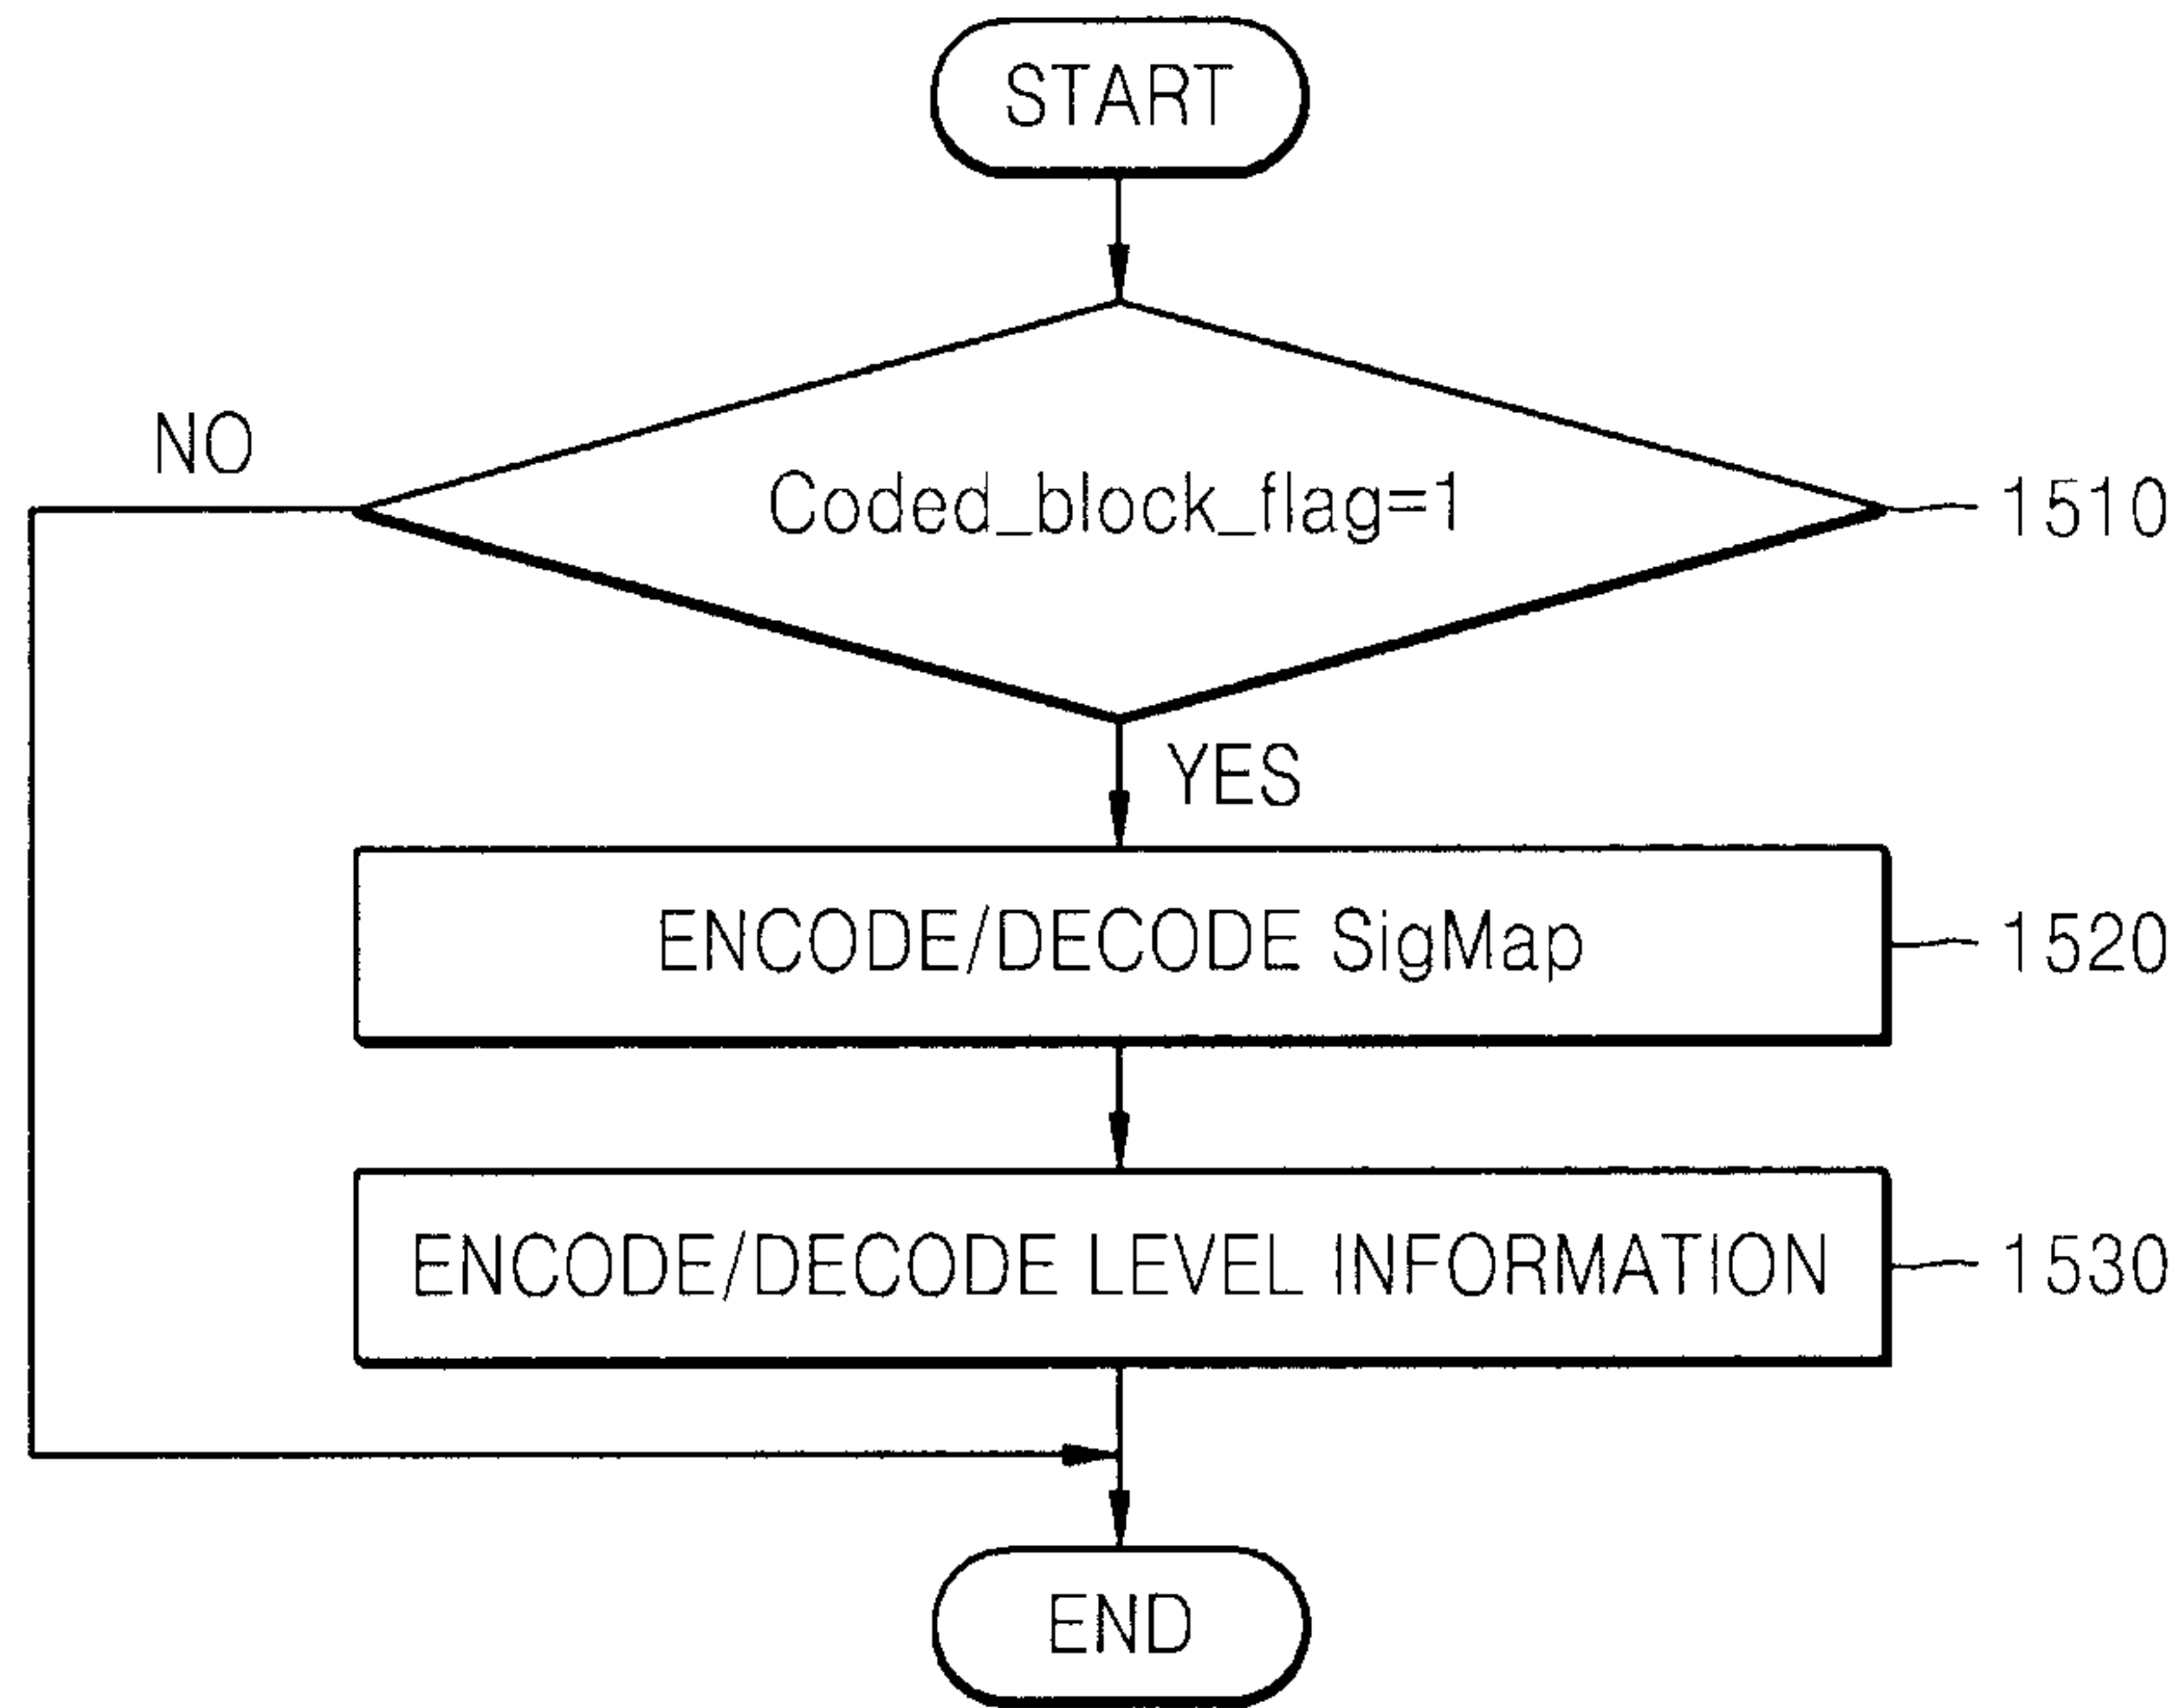 START
NO
Coded_block_flag=1
1510
YES
ENCODE/DECODE SigMap
1520
ENCODE/DECODE LEVEL INFORMATION
1530
END